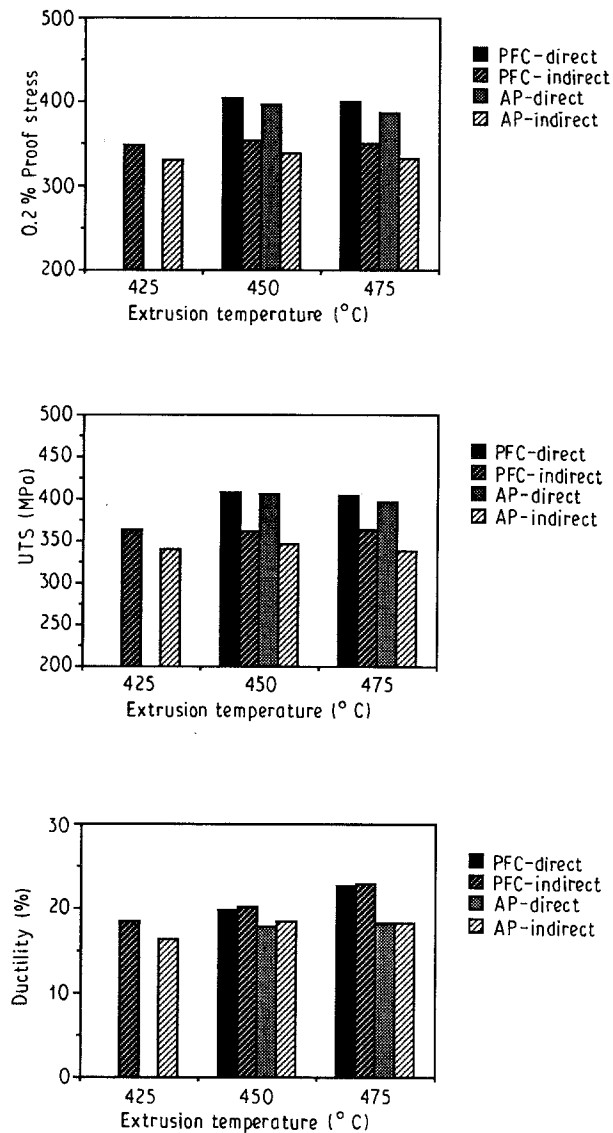 500
400
300
200
0.2 % Proof stress
425 450 475
Extrusion temperature (°C)
PFC-direct
PFC-indirect
AP-direct
AP-indirect
500
450
400
350
300
250
200
UTS (MPa)
425 450 475
Extrusion temperature (°C)
PFC-direct
PFC-indirect
AP-direct
AP-indirect
30
20
10
0
Ductility (%)
425 450 475
Extrusion temperature (°C)
PFC-direct
PFC-indirect
AP-direct
AP-indirect